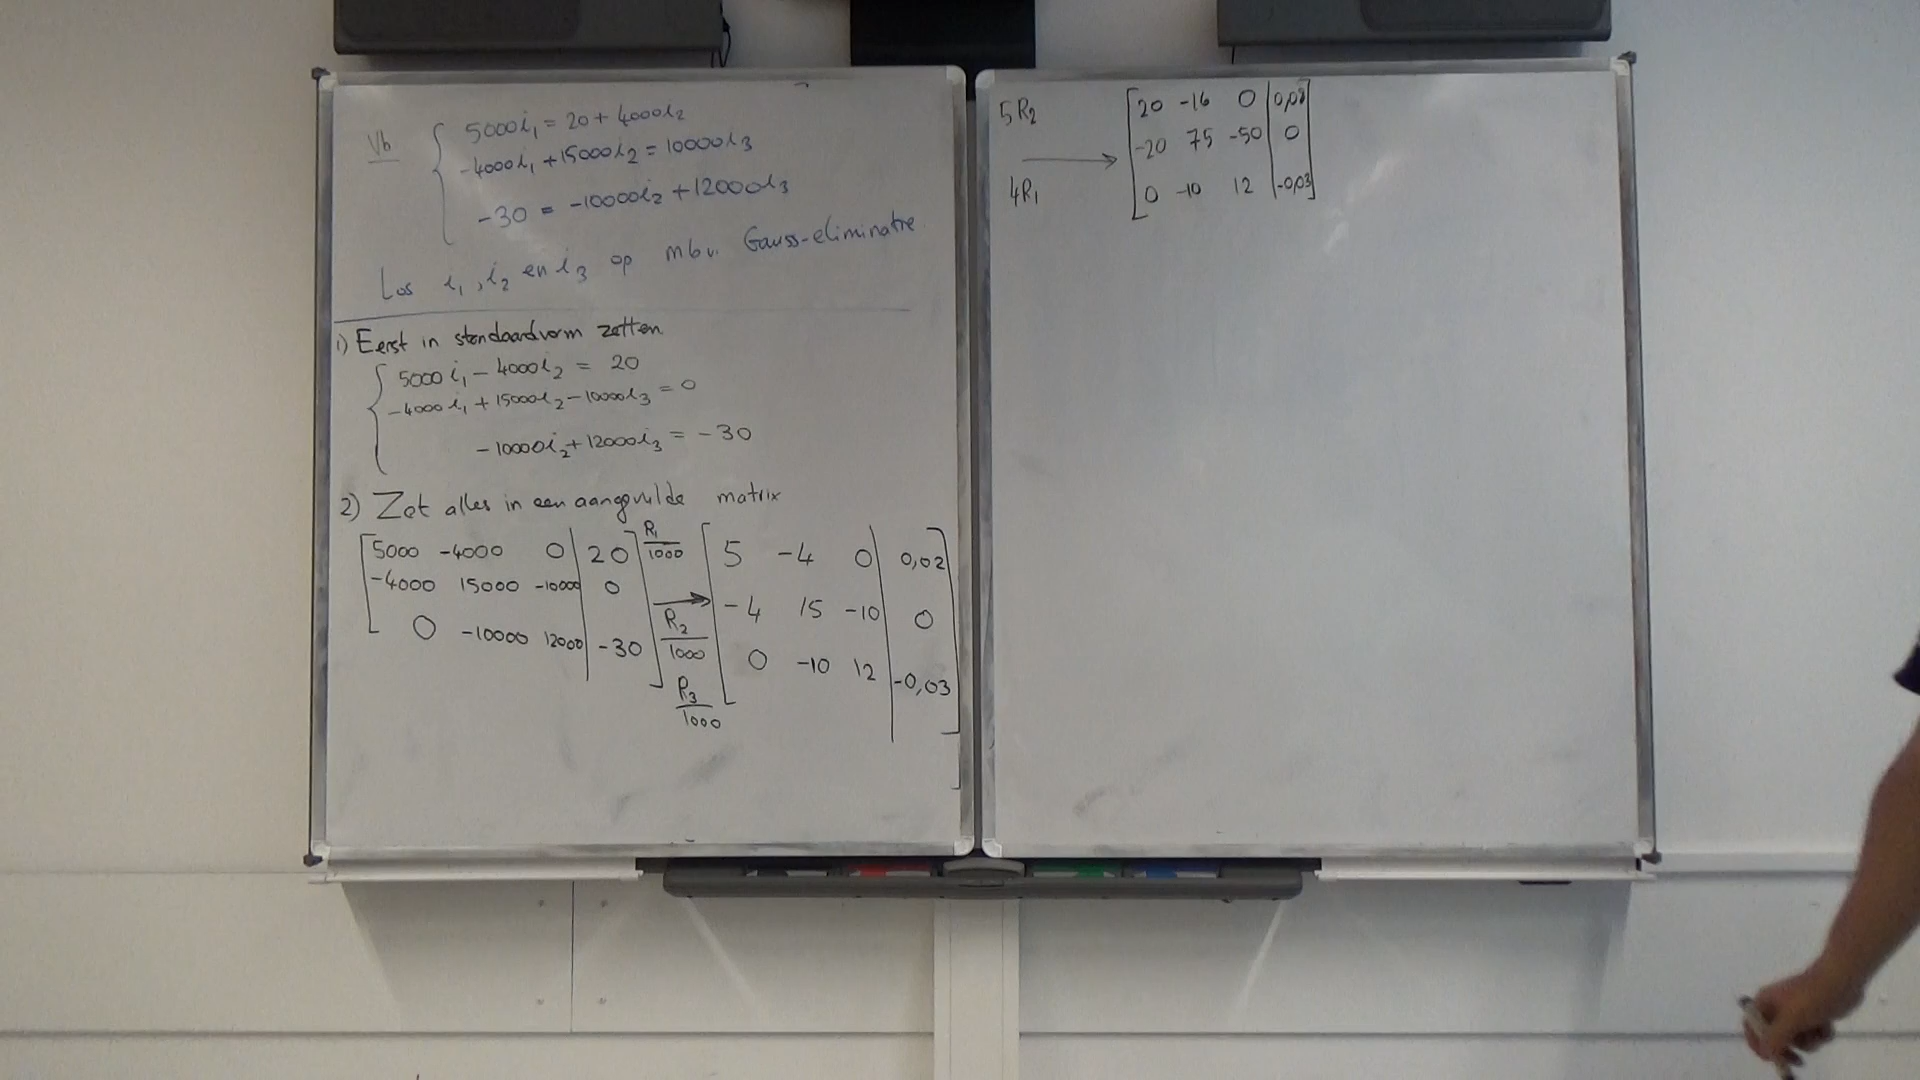 Vb
5000i₁ = 20 + 4000i₂
-4000i₁ + 15000i₂ = 10000i₃
-30 = -10000i₂ + 12000i₃
Los i₁, i₂ en i₃ op mbv. Gauss-eliminatie
1) Eerst in standaardvorm zetten
5000 i₁ - 4000i₂ = 20
-4000i₁ + 15000i₂ - 10000i₃ = 0
-10000i₂ + 12000i₃ = -30
2) Zet alles in een aangevulde matrix
5000 -4000 0 | 20
-4000 15000 -10000 | 0
0 -10000 12000 | -30
R₁/1000
R₂/1000
R₃/1000
5 -4 0 | 0,02
-4 15 -10 | 0
0 -10 12 | -0,03
5R₂
4R₁
20 -16 0 | 0,08
-20 75 -50 | 0
0 -10 12 | -0,03